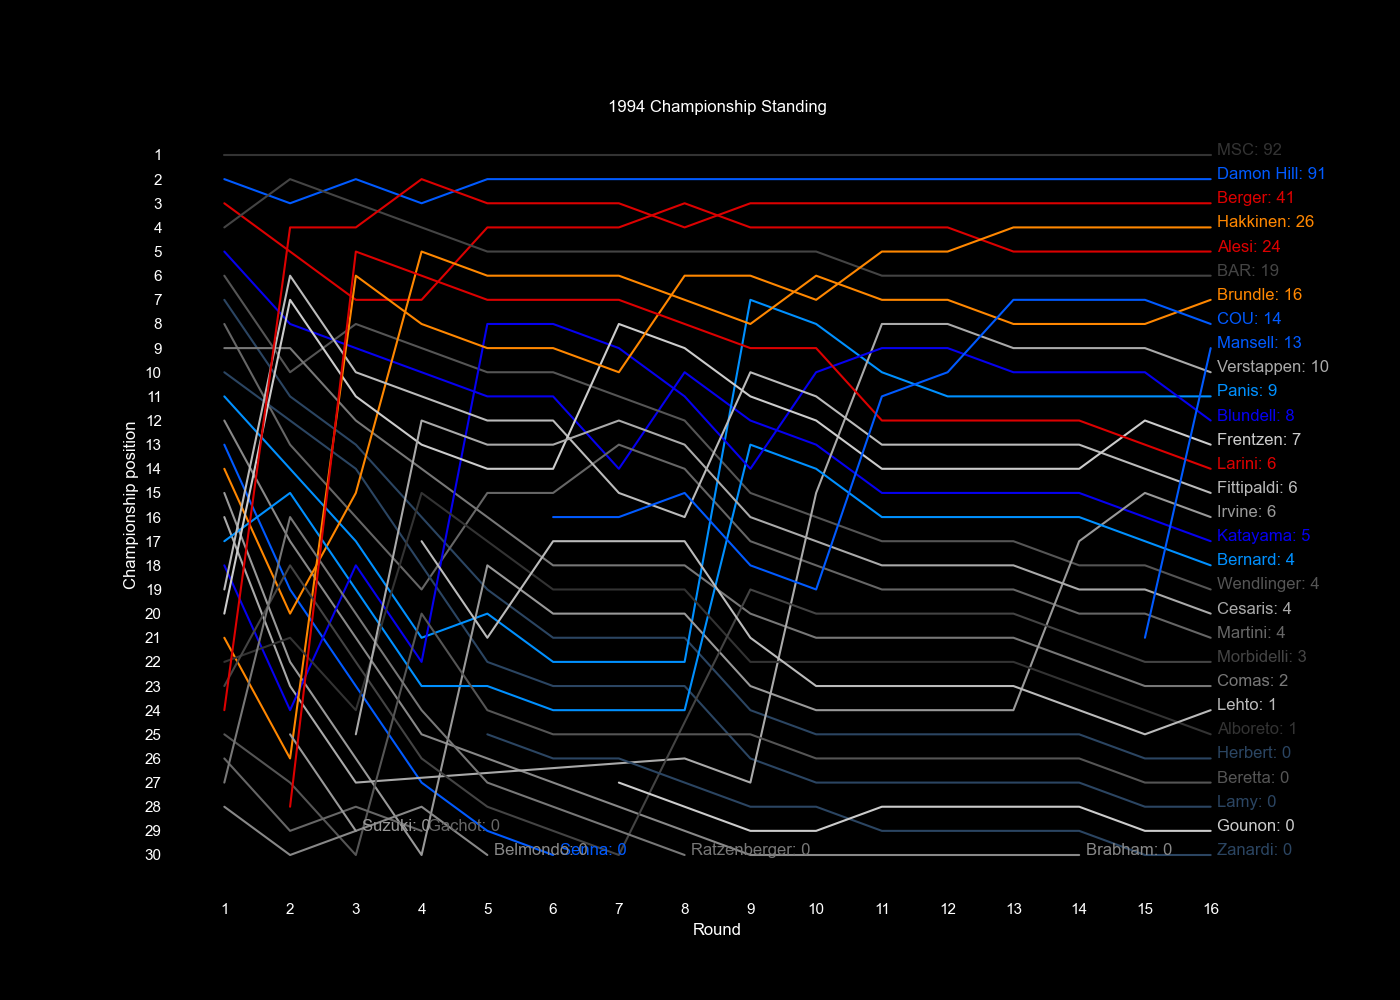 1994 Championship Standing
Championship position
1
2
3
4
5
6
7
8
9
10
11
12
13
14
15
16
17
18
19
20
21
22
23
24
25
26
27
28
29
30
MSC: 92
Damon Hill: 91
Berger: 41
Hakkinen: 26
Alesi: 24
BAR: 19
Brundle: 16
COU: 14
Mansell: 13
Verstappen: 10
Panis: 9
Blundell: 8
Frentzen: 7
Larini: 6
Fittipaldi: 6
Irvine: 6
Katayama: 5
Bernard: 4
Wendlinger: 4
Cesaris: 4
Martini: 4
Morbidelli: 3
Comas: 2
Lehto: 1
Alboreto: 1
Herbert: 0
Beretta: 0
Lamy: 0
Gounon: 0
Zanardi: 0
Suzuki: 0
Gachot: 0
Belmondo: 0
Senna: 0
Ratzenberger: 0
Brabham: 0
1 2 3 4 5 6 7 8 9 10 11 12 13 14 15 16
Round